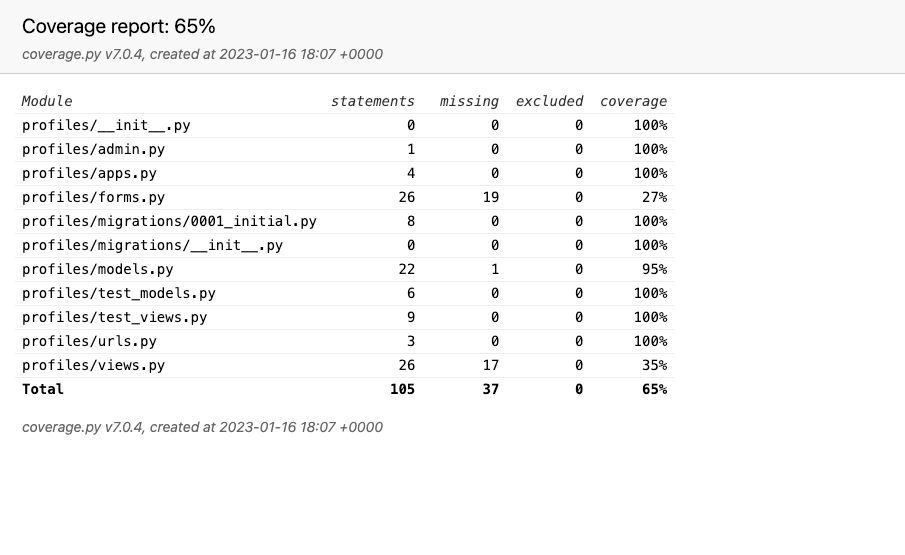 Coverage report: 65%
coverage.py v7.0.4, created at 2023-01-16 18:07 +0000
Module statements missing excluded coverage
profiles/__init__.py 0 0 0 100%
profiles/admin.py 1 0 0 100%
profiles/apps.py 4 0 0 100%
profiles/forms.py 26 19 0 27%
profiles/migrations/0001_initial.py 8 0 0 100%
profiles/migrations/__init__.py 0 0 0 100%
profiles/models.py 22 1 0 95%
profiles/test_models.py 6 0 0 100%
profiles/test_views.py 9 0 0 100%
profiles/urls.py 3 0 0 100%
profiles/views.py 26 17 0 35%
Total 105 37 0 65%
coverage.py v7.0.4, created at 2023-01-16 18:07 +0000